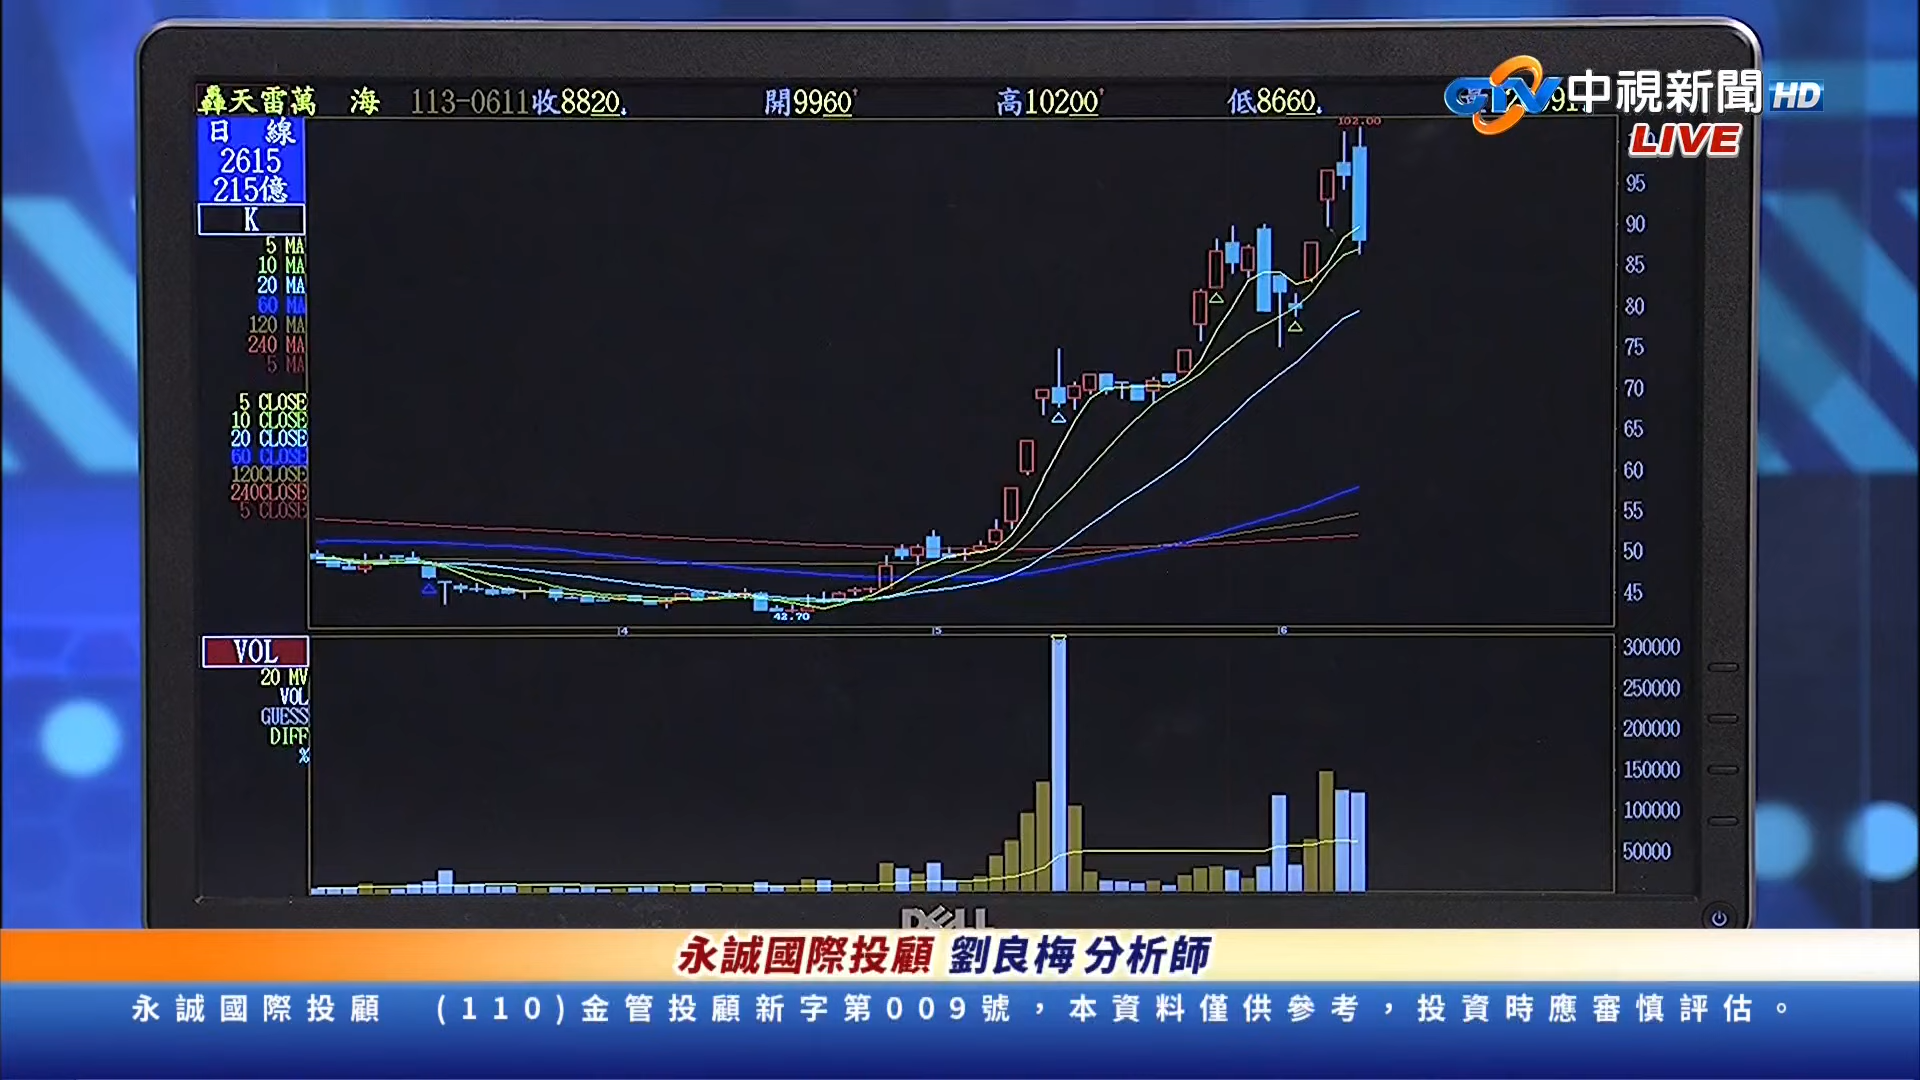 轟天雷萬 海 113-0611收8820 開9960 高10200 低8660
中視新聞 HD
LIVE
日 線
2615
215億
K
5 MA
10 MA
20 MA
60 MA
120 MA
240 MA
5 MA
5 CLOSE
10 CLOSE
20 CLOSE
60 CLOSE
120CLOSE
240CLOSE
5 CLOSE
102.00
95
90
85
80
75
70
65
60
55
50
45
42.70
4 5 6
VOL
20 MV
VOL
GUESS
DIFF
%
300000
250000
200000
150000
100000
50000
DELL
永誠國際投顧 劉良梅分析師
永誠國際投顧 (110)金管投顧新字第009號，本資料僅供參考，投資時應審慎評估。